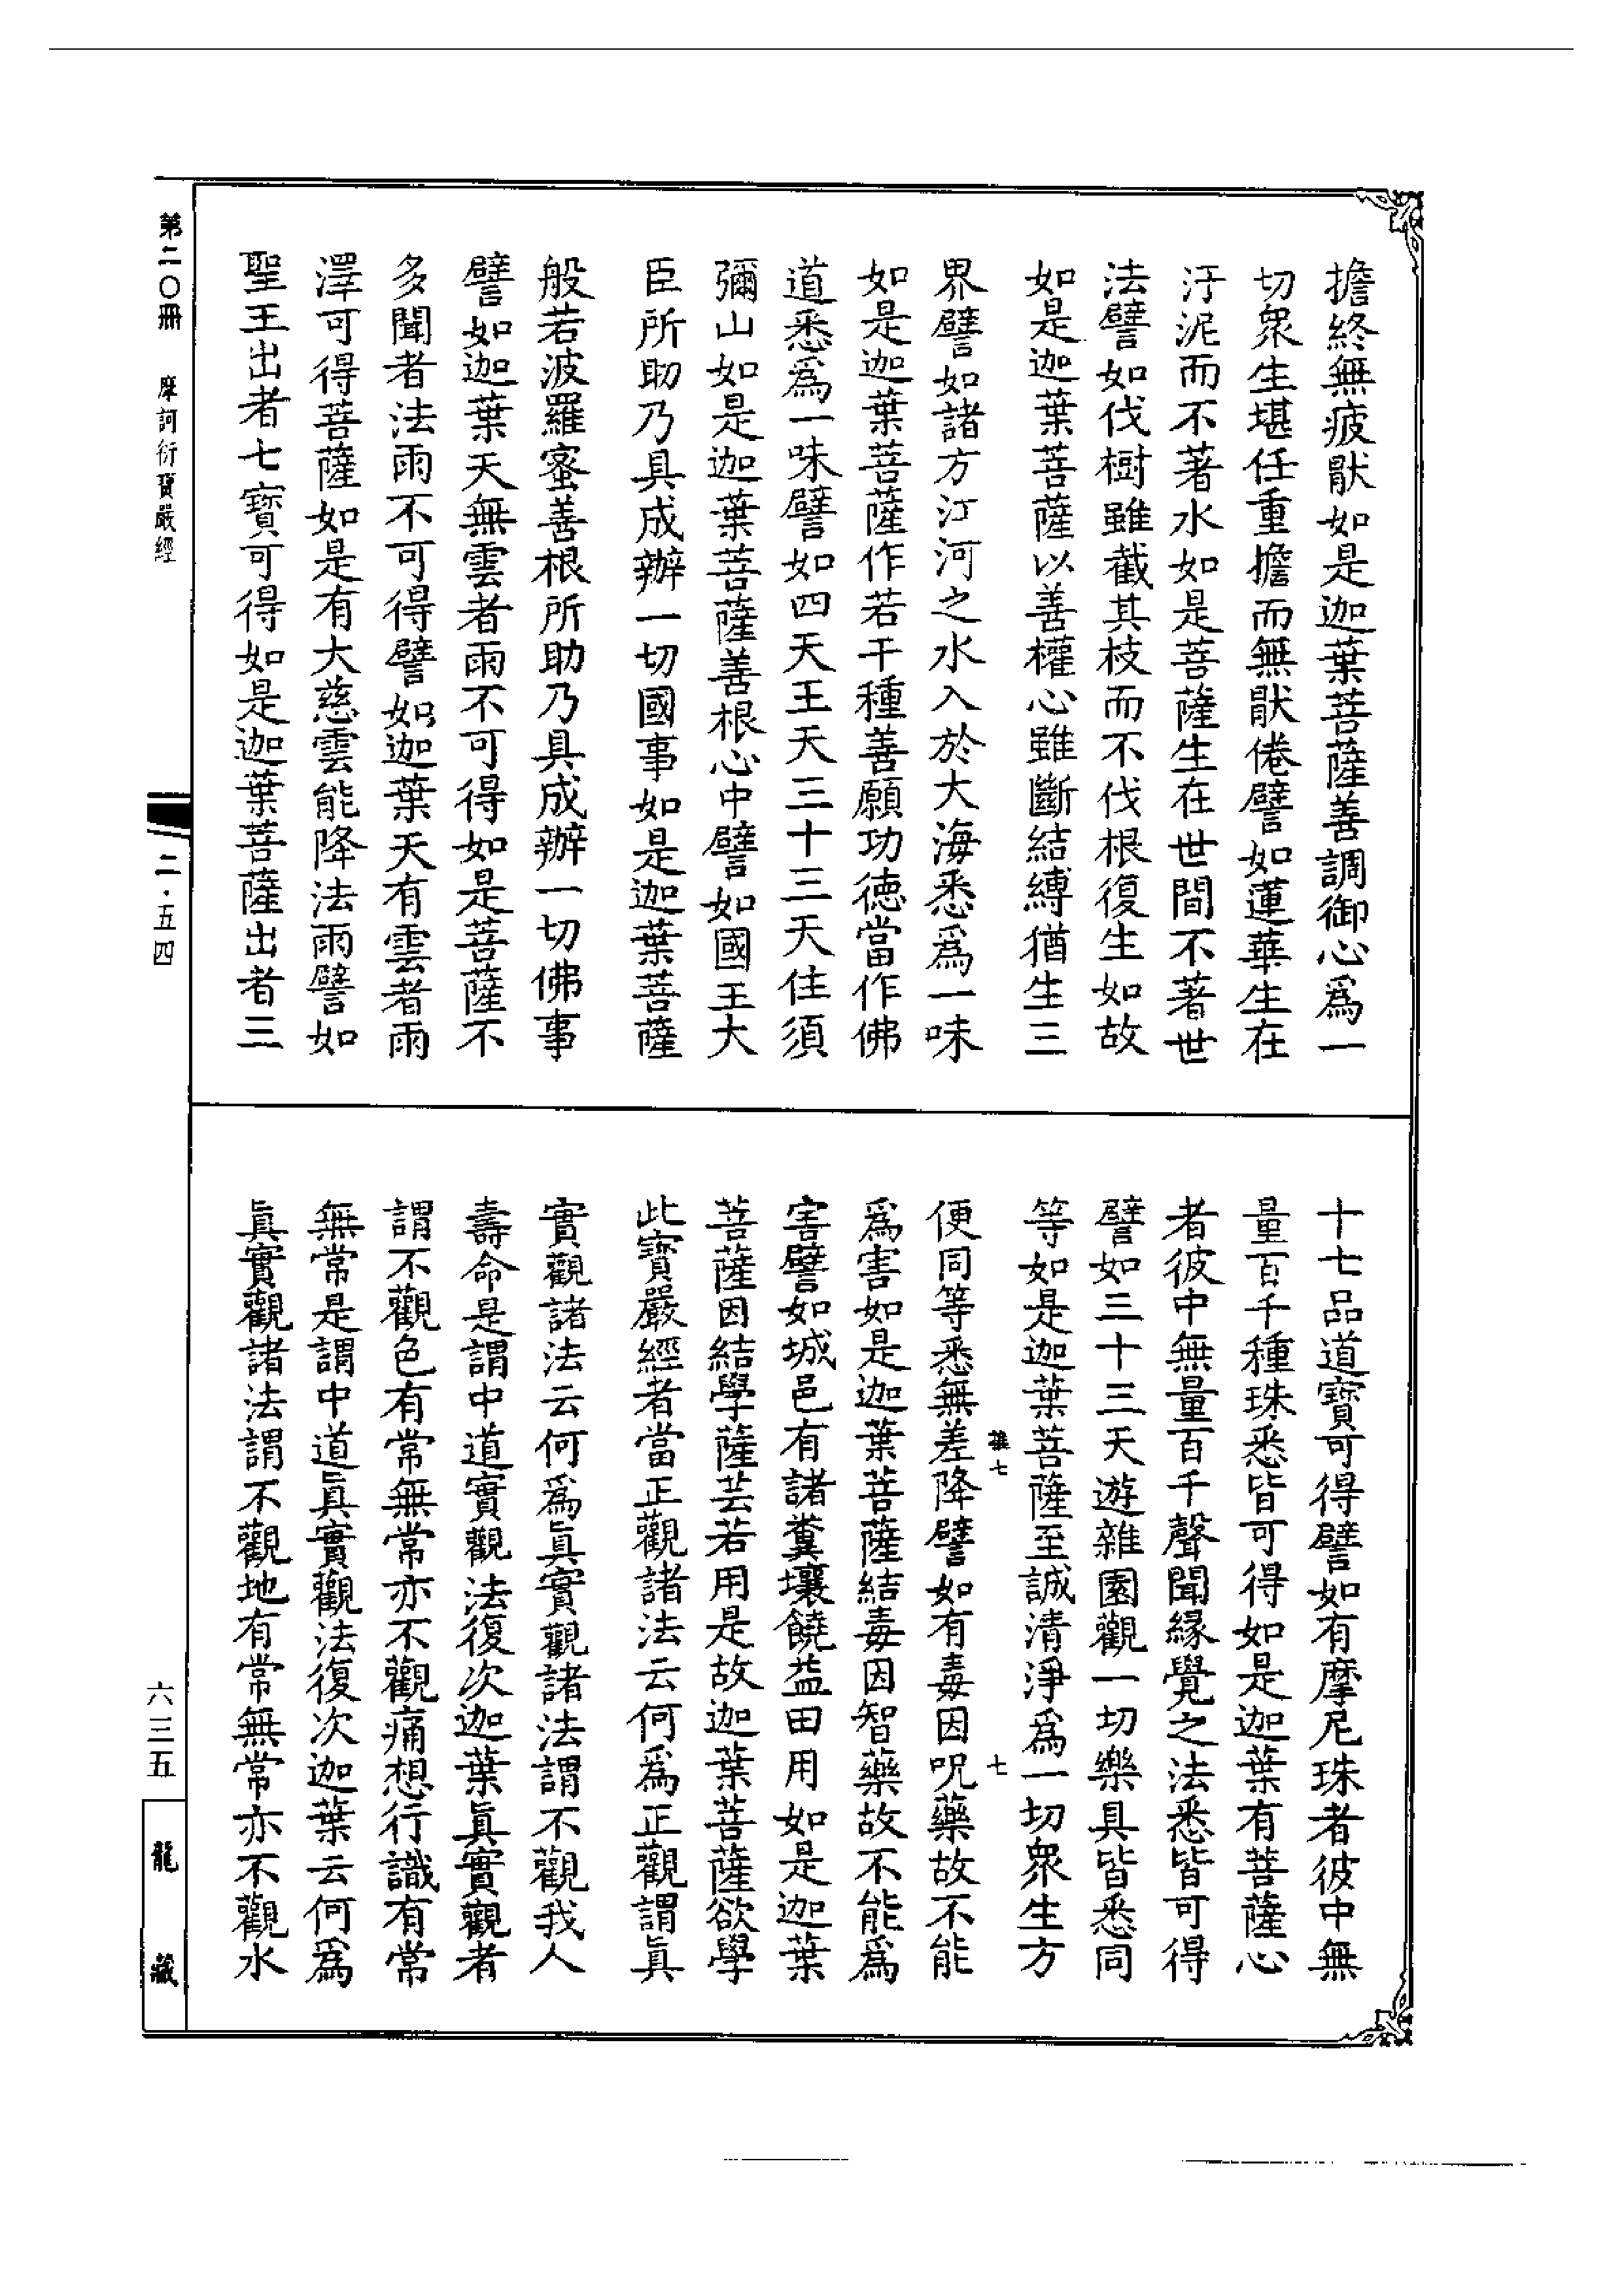 擔終無疲猒如是迦葉菩薩善調御心爲一
切衆生堪任重擔而無猒倦譬如蓮華生在
汙泥而不著水如是菩薩生在世間不著世
法譬如伐樹雖截其枝而不伐根復生如故
如是迦葉菩薩以善權心雖斷結縛猶生三
界譬如諸方江河之水入於大海悉爲一味
如是迦葉菩薩作若干種善願功德當作佛
道悉爲一味譬如四天王天三十三天住須
彌山如是迦葉菩薩善根心中譬如國王大
臣所助乃具成辦一切國事如是迦葉菩薩
般若波羅蜜善根所助乃具成辦一切佛事
譬如迦葉天無雲者雨不可得如是菩薩不
多聞者法雨不可得譬如迦葉天有雲者雨
澤可得菩薩如是有大慈雲能降法雨譬如
聖王出者七寶可得如是迦葉菩薩出者三
十七品道寶可得譬如有摩尼珠者彼中無
量百千種珠悉皆可得如是迦葉有菩薩心
者彼中無量百千聲聞緣覺之法悉皆可得
譬如三十三天遊雜園觀一切樂具皆悉同
等如是迦葉菩薩至誠清淨爲一切衆生方
雜七 七
便同等悉無差降譬如有毒因呪藥故不能
爲害如是迦葉菩薩結毒因智藥故不能爲
害譬如城邑有諸糞壤饒益田用如是迦葉
菩薩因結學薩芸若用是故迦葉菩薩欲學
此寶嚴經者當正觀諸法云何爲正觀謂眞
實觀諸法云何爲眞實觀諸法謂不觀我人
壽命是謂中道實觀法復次迦葉眞實觀者
謂不觀色有常無常亦不觀痛想行識有常
無常是謂中道眞實觀法復次迦葉云何爲
眞實觀諸法謂不觀地有常無常亦不觀水
第二〇冊 摩訶衍寶嚴經
二·五四
六三五
龍藏